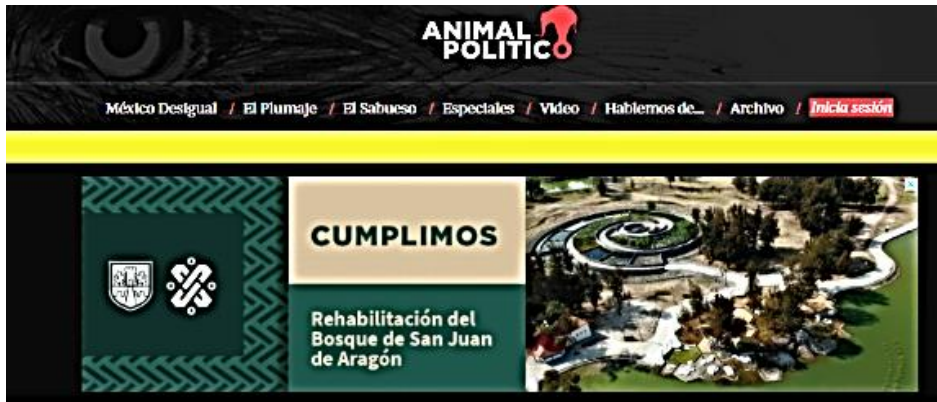 ANIMAL
POLITICO
México Desigual / El Plumaje / El Sabueso / Especiales / Video / Hablemos de... / Archivo / Inicia sesión
CUMPLIMOS
Rehabilitación del
Bosque de San Juan
de Aragón